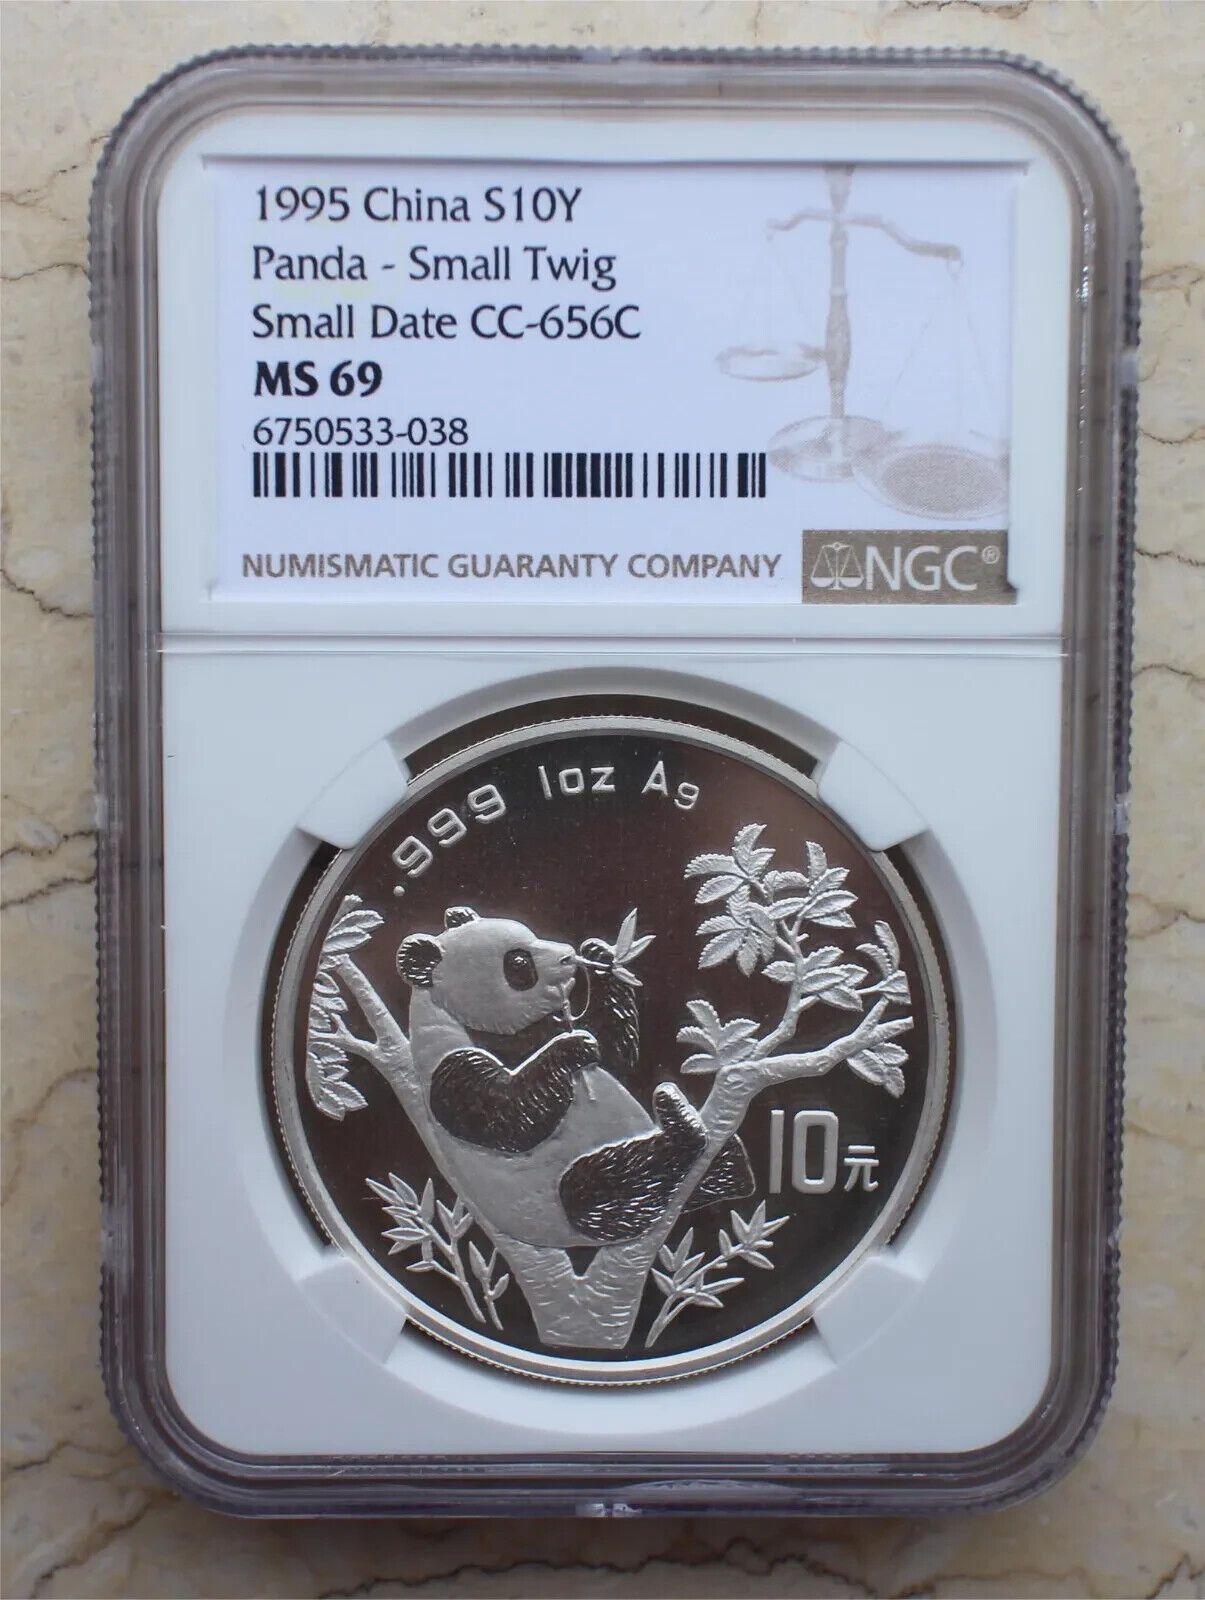 1995 China S10Y
Panda - Small Twig
Small Date CC-656C
MS 69
6750533-038
NUMISMATIC GUARANTY COMPANY
NGC®
.999 1oz Ag
10元